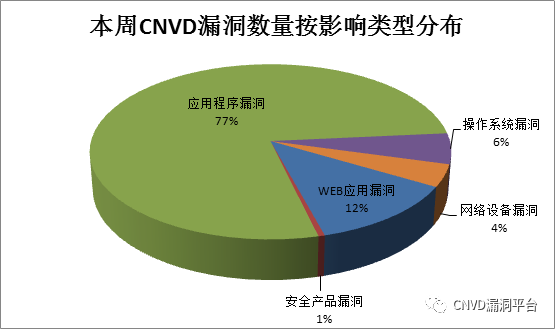 本周CNVD漏洞数量按影响类型分布
应用程序漏洞
77%
操作系统漏洞
6%
WEB应用漏洞
12%
网络设备漏洞
4%
安全产品漏洞
1%
CNVD漏洞平台